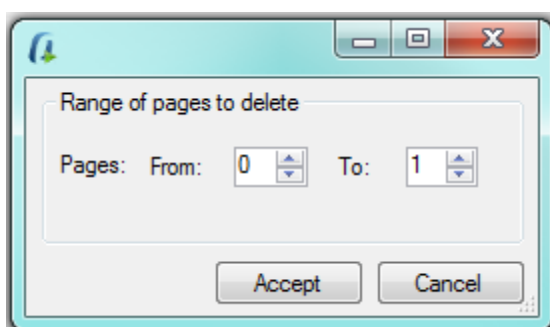 Range of pages to delete
Pages: From: 0 To: 1
Accept Cancel